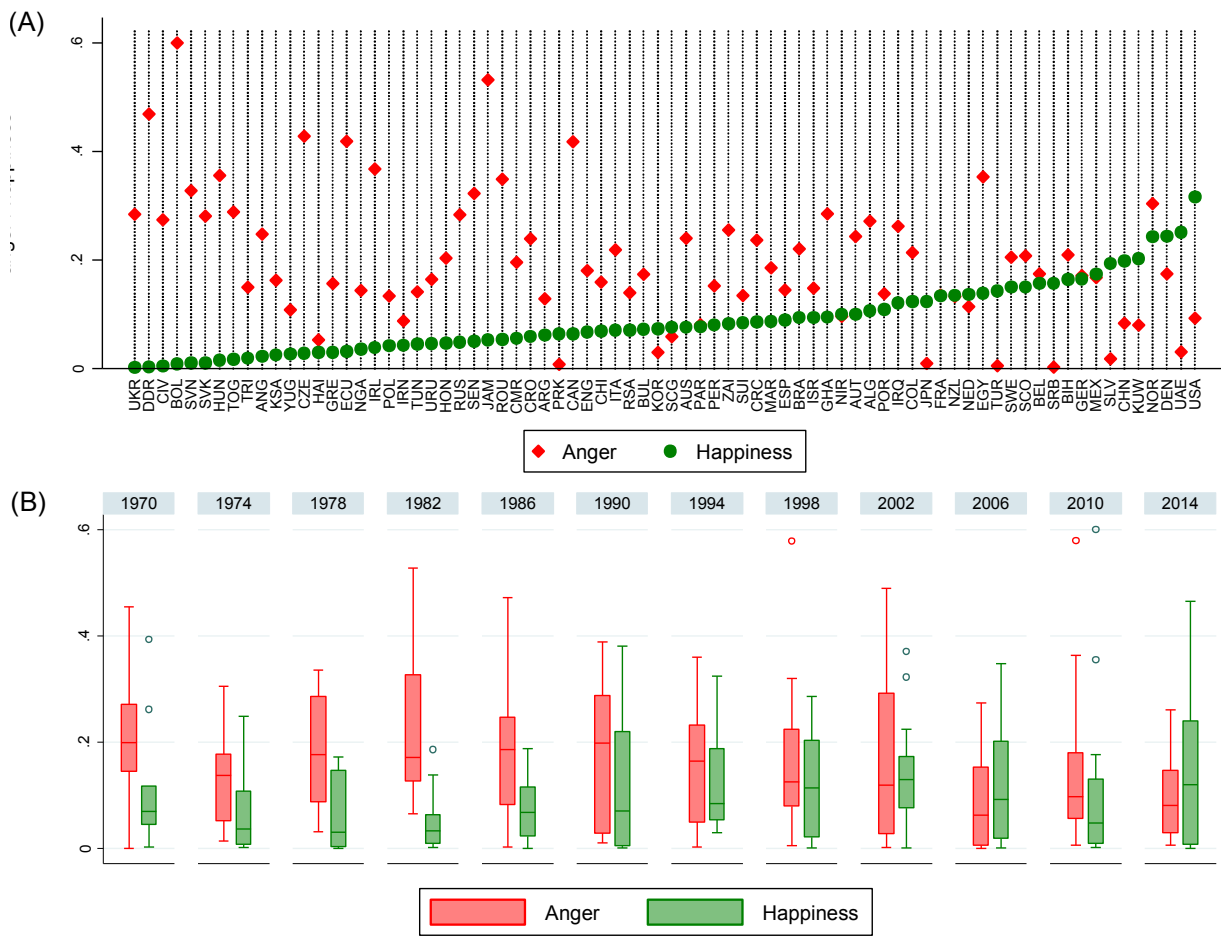 (A)
.6
.4
.2
0
UKR DDR CIV BOL SVN SVK HUN TOG TRI ANG KSA YUG CZE HAI GRE ECU NGA IRL POL IRN TUN URU HON RUS SEN JAM ROU CMR CRO ARG PRK CAN ENG CHI ITA RSA BUL KOR SCG AUS PAR PER ZAI SUI CRC MAR ESP BRA ISR GHA NIR AUT ALG POR IRQ COL JPN FRA NZL NED EGY TUR SWE SCO BEL SRB BIH GER MEX SLV CHN KUW NOR DEN UAE USA
Anger Happiness
(B)
1970 1974 1978 1982 1986 1990 1994 1998 2002 2006 2010 2014
.6
.4
.2
0
Anger Happiness